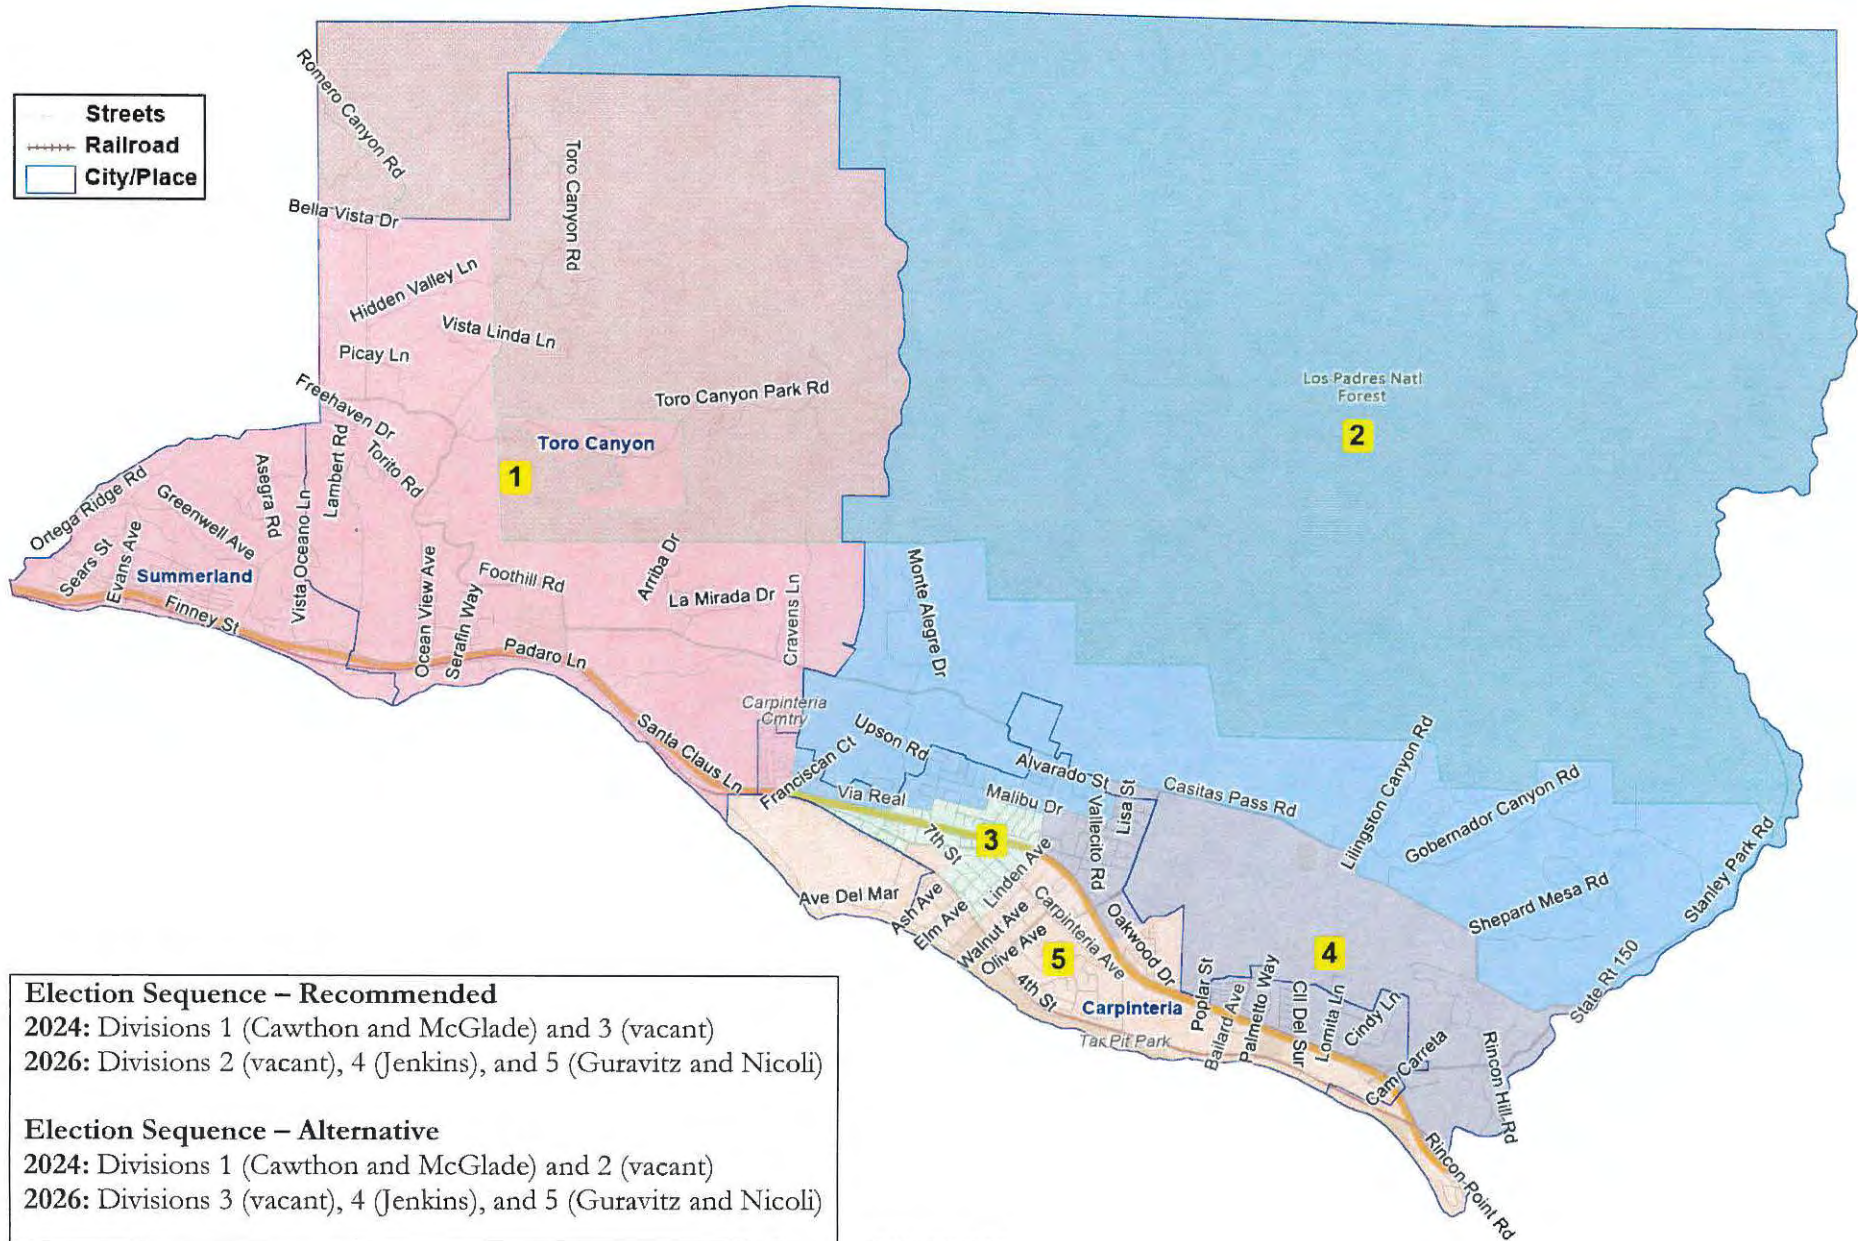 Streets
Railroad
City/Place
Romero Canyon Rd
Toro Canyon Rd
Bella Vista Dr
Hidden Valley Ln
Vista Linda Ln
Picay Ln
Freehaven Dr
Toro Canyon Park Rd
Los Padres Natl
Forest
2
Toro Canyon
1
Lambert Rd
Torito Rd
Asegra Rd
Ortega Ridge Rd
Greenwell Ave
Vista Oceano Ln
Sears St
Evans Ave
Summerland
Finney St
Ocean View Ave
Serafin Way
Foothill Rd
Arriba Dr
La Mirada Dr
Cravens Ln
Monte Alegre Dr
Padaro Ln
Carpinteria
Cmtry
Santa Claus Ln
Franciscan Ct
Upson Rd
Via Real
Alvarado St
Malibu Dr
Vallecito Rd
Lisa St
Casitas Pass Rd
Lilingston Canyon Rd
Gobernador Canyon Rd
Stanley Park Rd
Shepard Mesa Rd
State Rt 150
3
7th St
Linden Ave
Ave Del Mar
Ash Ave
Elm Ave
Walnut Ave
Olive Ave
Carpinteria Ave
Oakwood Dr
5
4
4th St
Carpinteria
Tar Pit Park
Poplar St
Bailard Ave
Palmetto Way
Cll Del Sur
Lomita Ln
Cindy Ln
Cam Carreta
Rincon Hill Rd
Rincon Point Rd
Election Sequence – Recommended
2024: Divisions 1 (Cawthon and McGlade) and 3 (vacant)
2026: Divisions 2 (vacant), 4 (Jenkins), and 5 (Guravitz and Nicoli)
Election Sequence – Alternative
2024: Divisions 1 (Cawthon and McGlade) and 2 (vacant)
2026: Divisions 3 (vacant), 4 (Jenkins), and 5 (Guravitz and Nicoli)